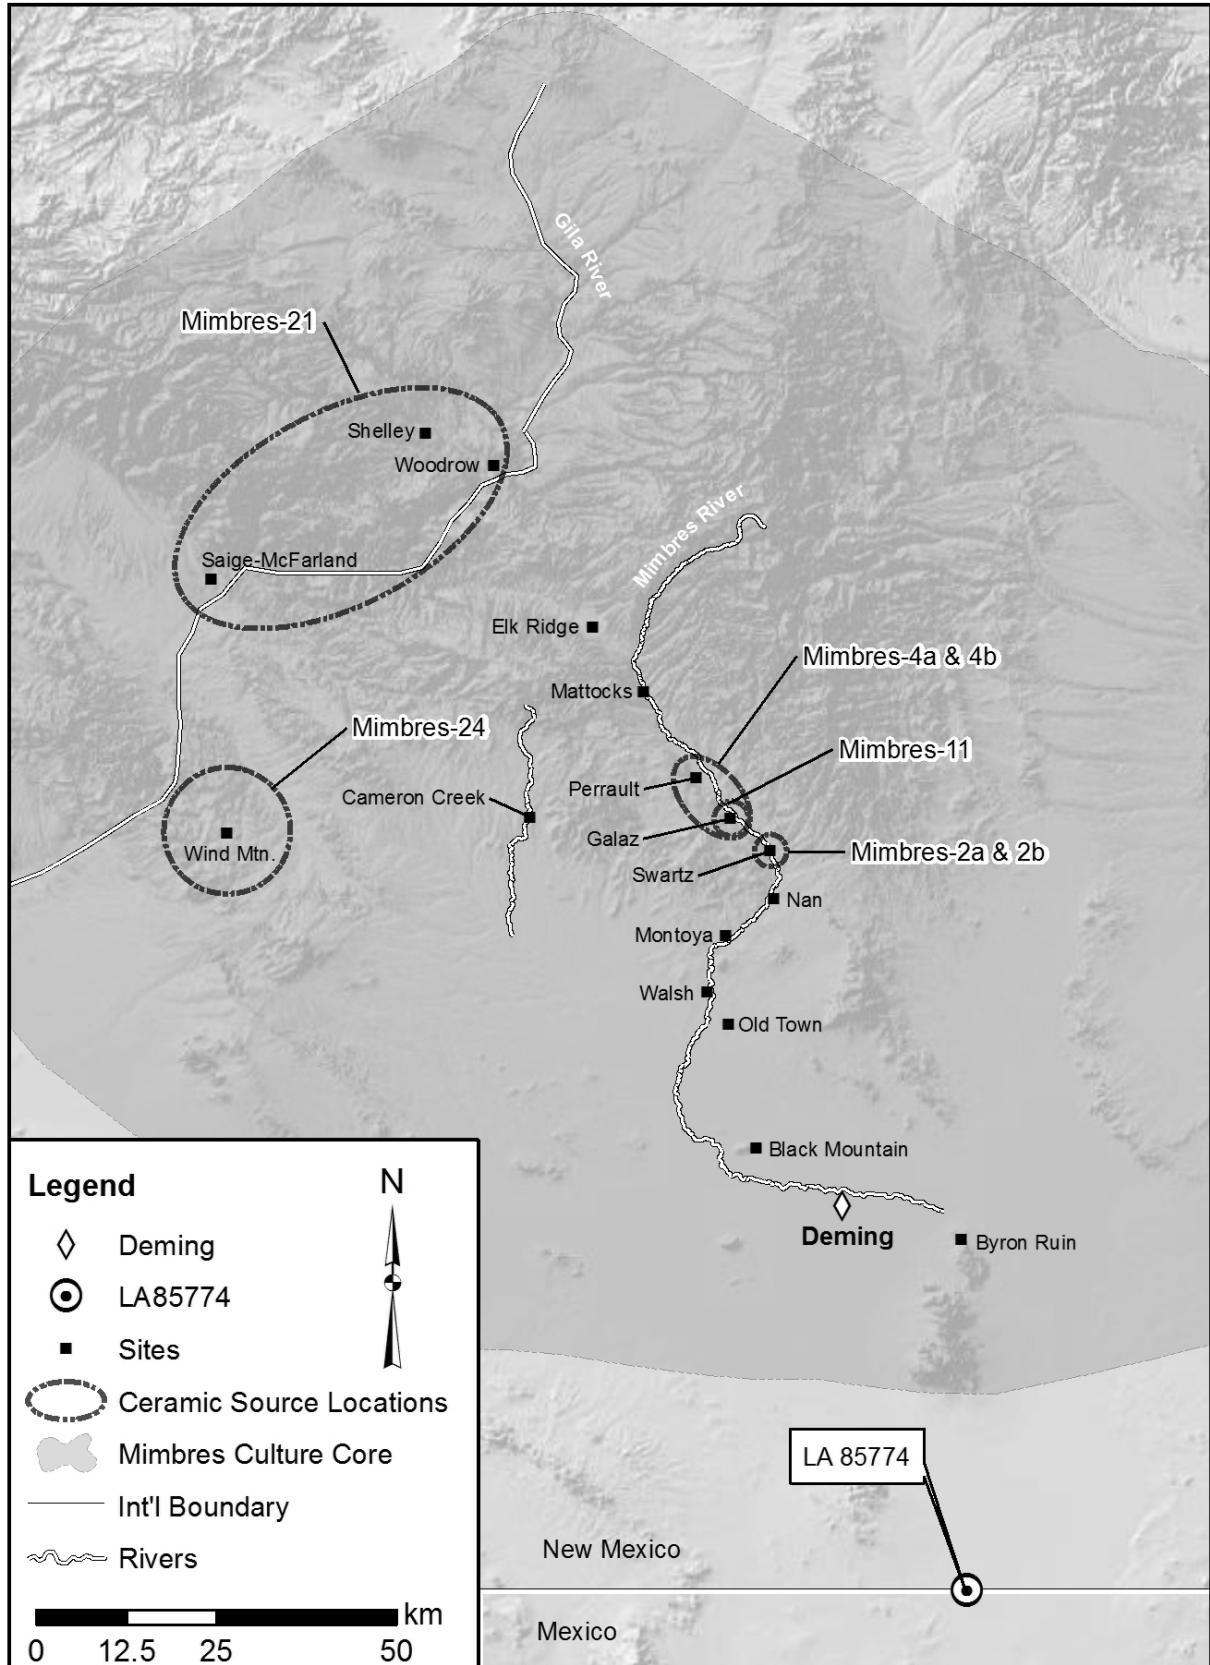 Gila River
Mimbres-21
Shelley
Woodrow
Mimbres River
Saige-McFarland
Elk Ridge
Mimbres-4a & 4b
Mattocks
Mimbres-24
Mimbres-11
Perrault
Cameron Creek
Galaz
Wind Mtn.
Mimbres-2a & 2b
Swartz
Nan
Montoya
Walsh
Old Town
Black Mountain
Deming
Byron Ruin
Legend
N
Deming
LA85774
Sites
Ceramic Source Locations
Mimbres Culture Core
Int'l Boundary
Rivers
km
0 12.5 25 50
LA 85774
New Mexico
Mexico